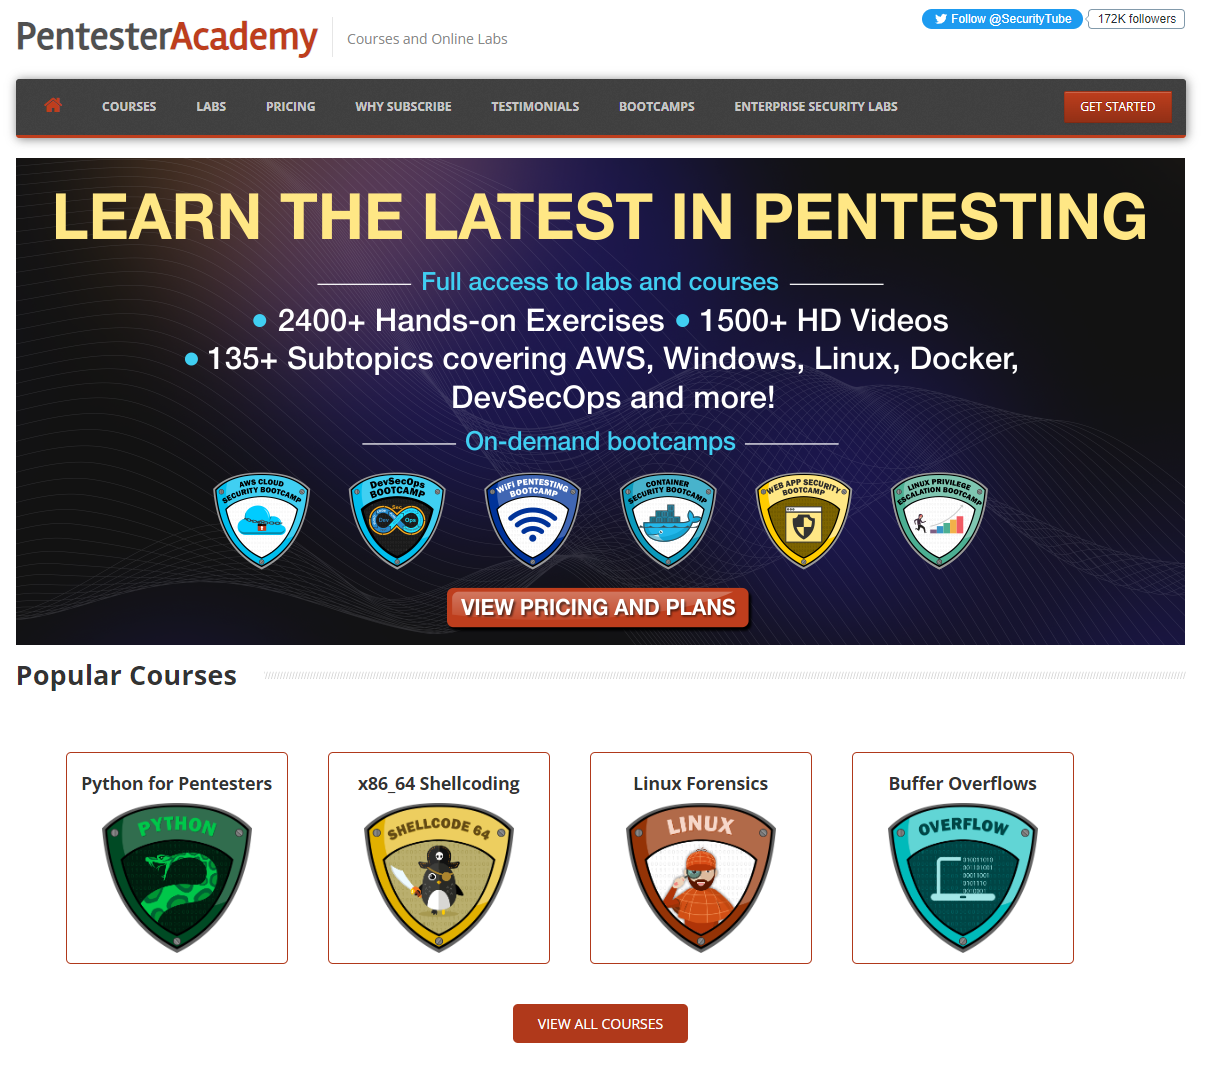 PentesterAcademy
Courses and Online Labs
Follow @SecurityTube
172K followers
COURSES LABS PRICING WHY SUBSCRIBE TESTIMONIALS BOOTCAMPS ENTERPRISE SECURITY LABS GET STARTED
LEARN THE LATEST IN PENTESTING
Full access to labs and courses
• 2400+ Hands-on Exercises • 1500+ HD Videos
• 135+ Subtopics covering AWS, Windows, Linux, Docker,
DevSecOps and more!
On-demand bootcamps
AWS CLOUD
SECURITY BOOTCAMP
DevSecOps
BOOTCAMP
Sec
Dev Ops
WiFi PENTESTING
BOOTCAMP
CONTAINER
SECURITY BOOTCAMP
WEB APP SECURITY
BOOTCAMP
LINUX PRIVILEGE
ESCALATION BOOTCAMP
VIEW PRICING AND PLANS
Popular Courses
Python for Pentesters
PYTHON
x86_64 Shellcoding
SHELLCODE 64
Linux Forensics
LINUX
Buffer Overflows
OVERFLOW
VIEW ALL COURSES